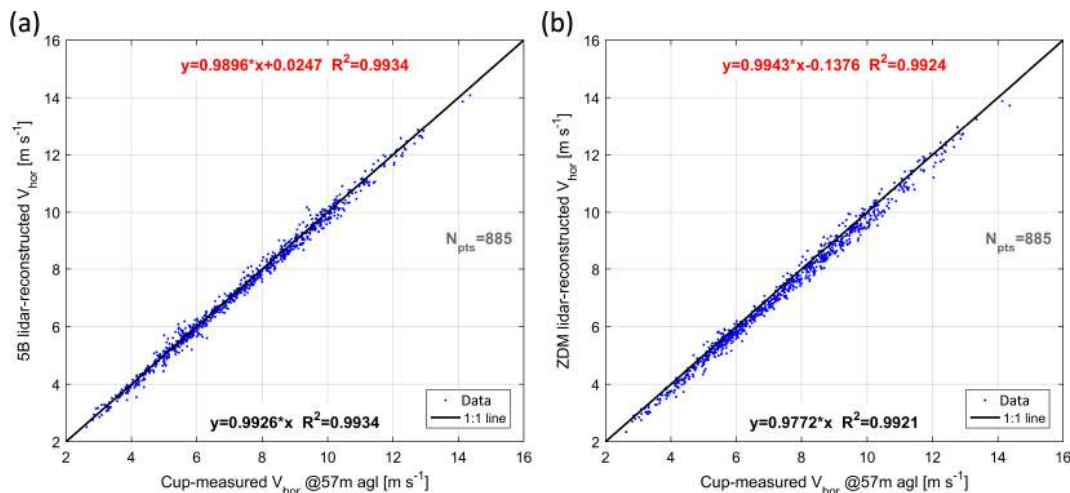 (a)
16
14
12
10
8
6
4
2
5B lidar-reconstructed V_hor [m s⁻¹]
y=0.9896*x+0.0247 R²=0.9934
N_pts=885
Data
1:1 line
y=0.9926*x R²=0.9934
2 4 6 8 10 12 14 16
Cup-measured V_hor @57m agl [m s⁻¹]
(b)
16
14
12
10
8
6
4
2
ZDM lidar-reconstructed V_hor [m s⁻¹]
y=0.9943*x-0.1376 R²=0.9924
N_pts=885
Data
1:1 line
y=0.9772*x R²=0.9921
2 4 6 8 10 12 14 16
Cup-measured V_hor @57m agl [m s⁻¹]